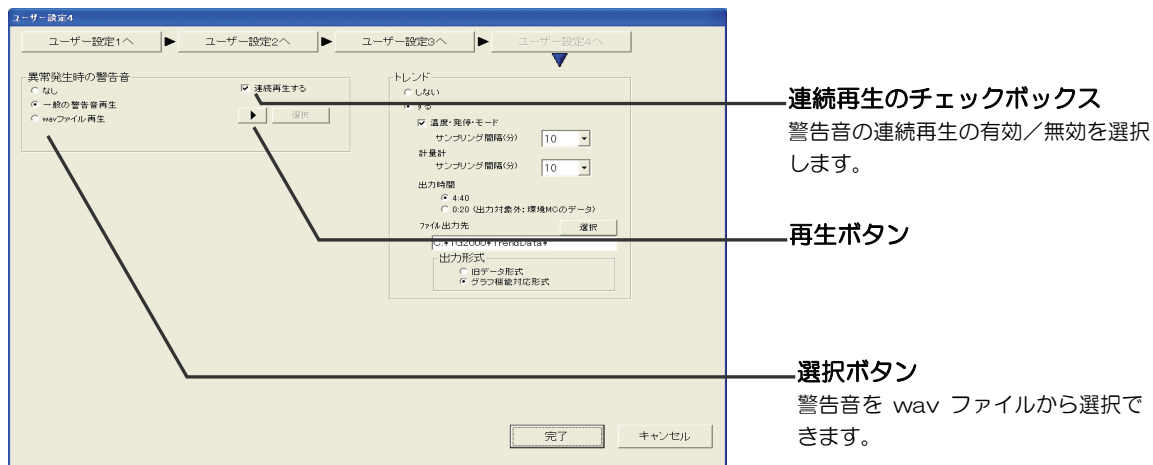 ユーザー設定4
ユーザー設定1へ
ユーザー設定2へ
ユーザー設定3へ
ユーザー設定4へ
異常発生時の警告音
なし
一般の警告音再生
wavファイル再生
連続再生する
選択
トレンド
しない
する
温度・発停・モード
サンプリング間隔(分)
10
計量計
サンプリング間隔(分)
10
出力時間
4:40
0:20 (出力対象外:環境MCのデータ)
ファイル出力先
選択
C:¥TG2000¥TrendData¥
出力形式
旧データ形式
グラフ機能対応形式
完了
キャンセル
連続再生のチェックボックス
警告音の連続再生の有効／無効を選択
します。
再生ボタン
選択ボタン
警告音を wav ファイルから選択で
きます。